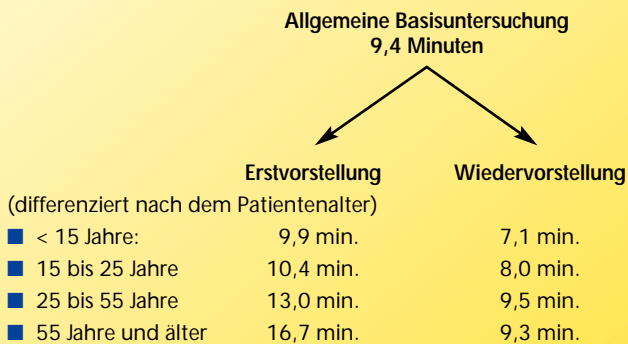 Allgemeine Basisuntersuchung
9,4 Minuten
Erstvorstellung Wiedervorstellung
(differenziert nach dem Patientenalter)
< 15 Jahre: 9,9 min. 7,1 min.
15 bis 25 Jahre 10,4 min. 8,0 min.
25 bis 55 Jahre 13,0 min. 9,5 min.
55 Jahre und älter 16,7 min. 9,3 min.